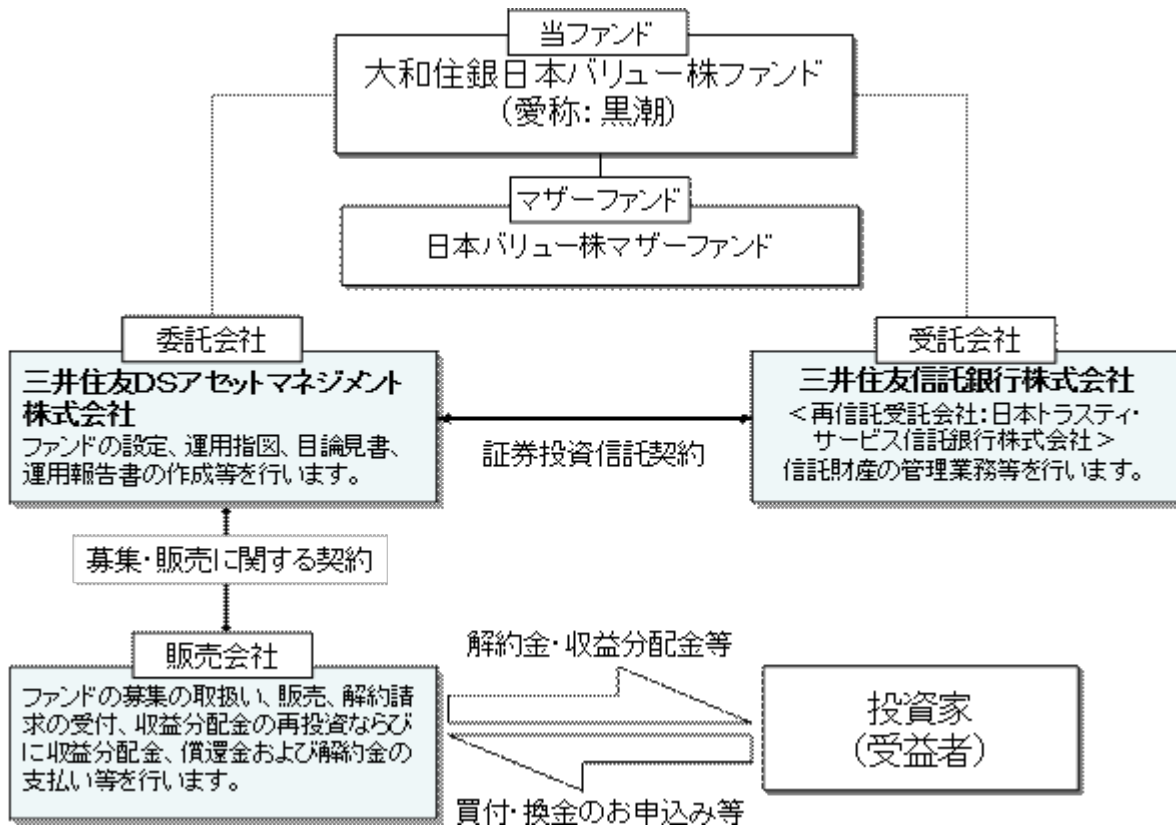 当ファンド
大和住銀日本バリュー株ファンド
(愛称: 黒潮)
マザーファンド
日本バリュー株マザーファンド
委託会社
三井住友DSアセットマネジメント
株式会社
ファンドの設定、運用指図、目論見書、
運用報告書の作成等を行います。
証券投資信託契約
受託会社
三井住友信託銀行株式会社
<再信託受託会社:日本トラスティ・
サービス信託銀行株式会社>
信託財産の管理業務等を行います。
募集・販売に関する契約
販売会社
ファンドの募集の取扱い、販売、解約請
求の受付、収益分配金の再投資ならび
に収益分配金、償還金および解約金の
支払い等を行います。
解約金・収益分配金等
買付・換金のお申込み等
投資家
(受益者)